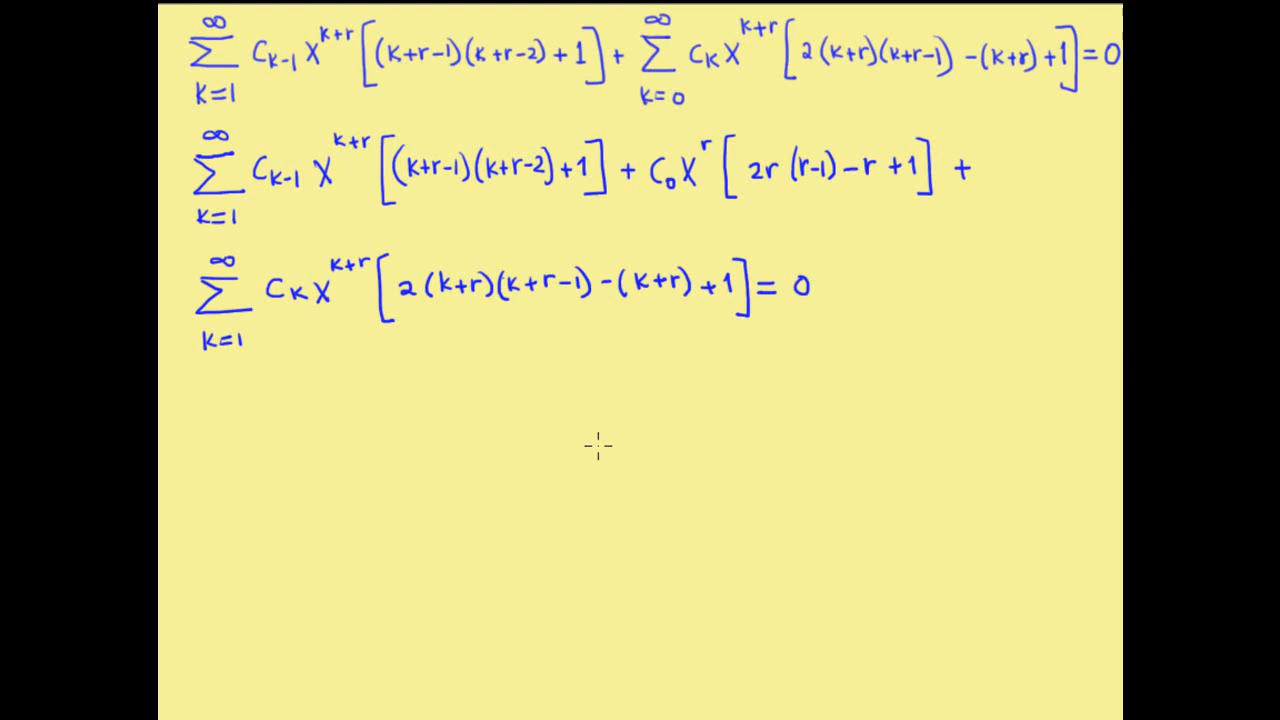 ∞ ∑ k=1 C_{k-1} X^{k+r} [(k+r-1)(k+r-2)+1] + ∞ ∑ k=0 C_k X^{k+r} [2(k+r)(k+r-1) -(k+r)+1] = 0
∞ ∑ k=1 C_{k-1} X^{k+r} [(k+r-1)(k+r-2)+1] + C_0 X^r [2r(r-1)-r+1] +
∞ ∑ k=1 C_k X^{k+r} [2(k+r)(k+r-1)-(k+r)+1] = 0